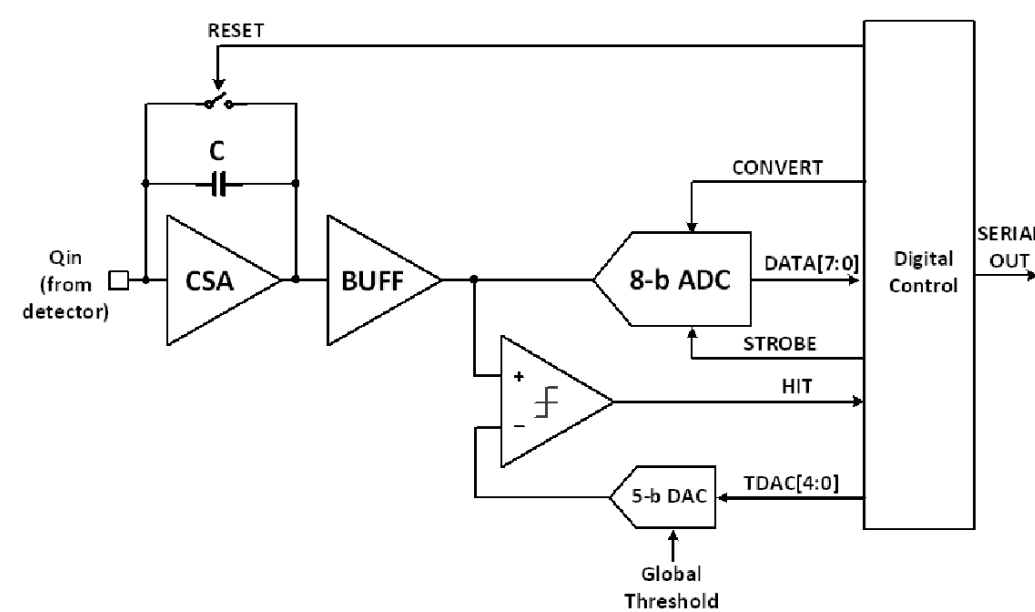 RESET
C
CONVERT
Qin
(from
detector)
CSA
BUFF
8-b ADC
DATA[7:0]
Digital
Control
SERIAL
OUT
STROBE
+
HIT
−
5-b DAC
TDAC[4:0]
Global
Threshold